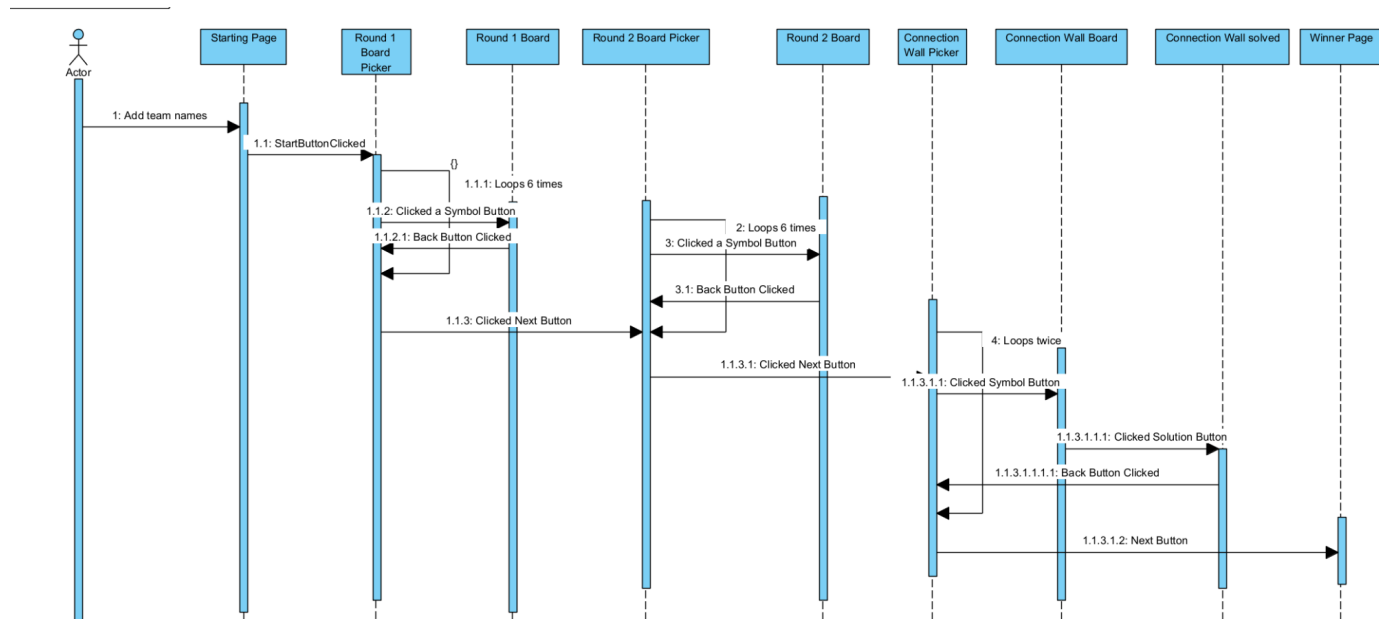 Actor
Starting Page
Round 1
Board
Picker
Round 1 Board
Round 2 Board Picker
Round 2 Board
Connection
Wall Picker
Connection Wall Board
Connection Wall solved
Winner Page
1: Add team names
1.1: StartButtonClicked
{}
1.1.1: Loops 6 times
1.1.2: Clicked a Symbol Button
1.1.2.1: Back Button Clicked
2: Loops 6 times
3: Clicked a Symbol Button
3.1: Back Button Clicked
1.1.3: Clicked Next Button
4: Loops twice
1.1.3.1: Clicked Next Button
1.1.3.1.1: Clicked Symbol Button
1.1.3.1.1.1: Clicked Solution Button
1.1.3.1.1.1.1: Back Button Clicked
1.1.3.1.2: Next Button